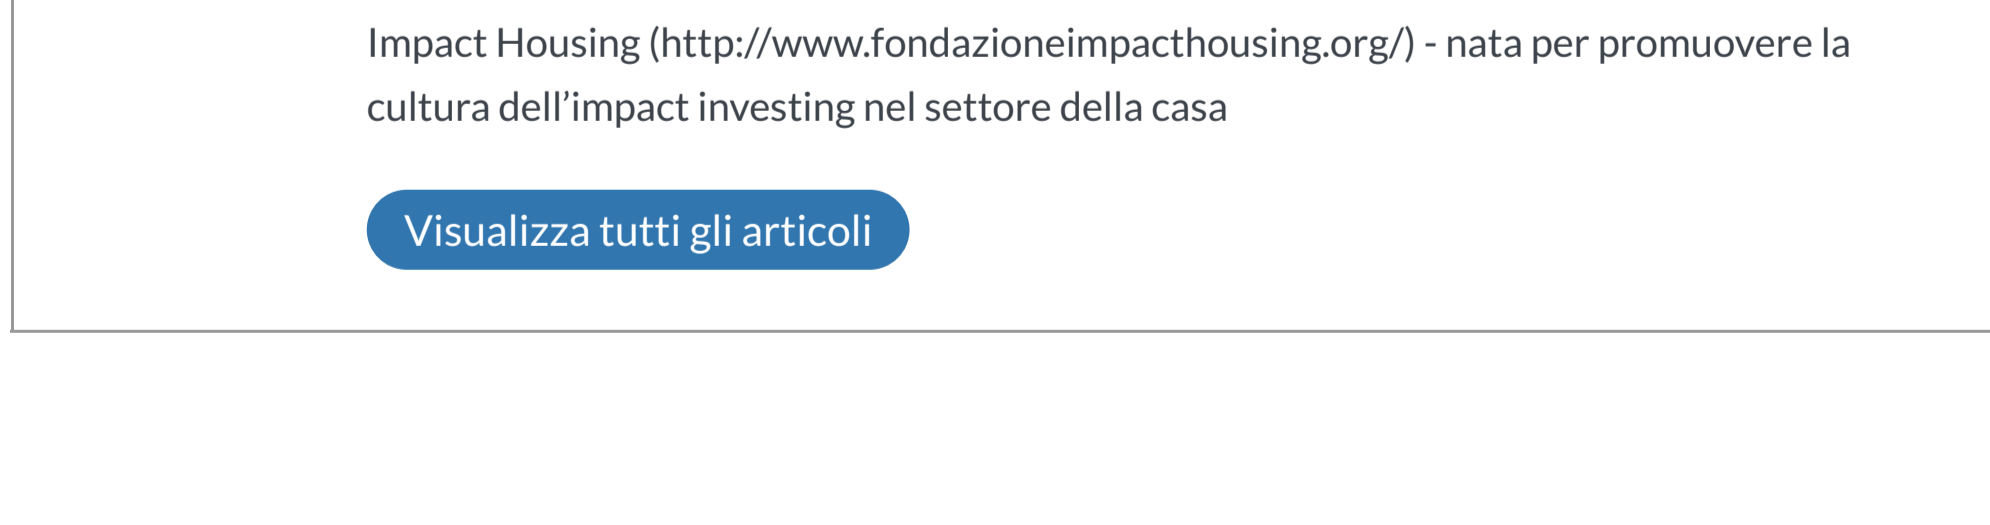 Impact Housing (http://www.fondazioneimpacthousing.org/) - nata per promuovere la
cultura dell’impact investing nel settore della casa
Visualizza tutti gli articoli